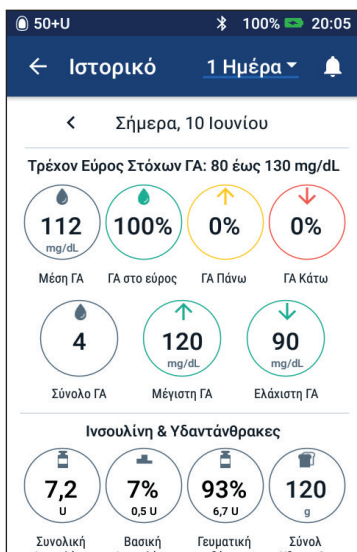 50+U 100% 20:05
Ιστορικό 1 Ημέρα
Σήμερα, 10 Ιουνίου
Τρέχον Εύρος Στόχων ΓΑ: 80 έως 130 mg/dL
112 100% 0% 0%
mg/dL
Μέση ΓΑ ΓΑ στο εύρος ΓΑ Πάνω ΓΑ Κάτω
4 120 90
mg/dL mg/dL
Σύνολο ΓΑ Μέγιστη ΓΑ Ελάχιστη ΓΑ
Ινσουλίνη & Υδαντάνθρακες
7,2 7% 93% 120
U 0,5 U 6,7 U g
Συνολική Βασική Γευματική Σύνολ